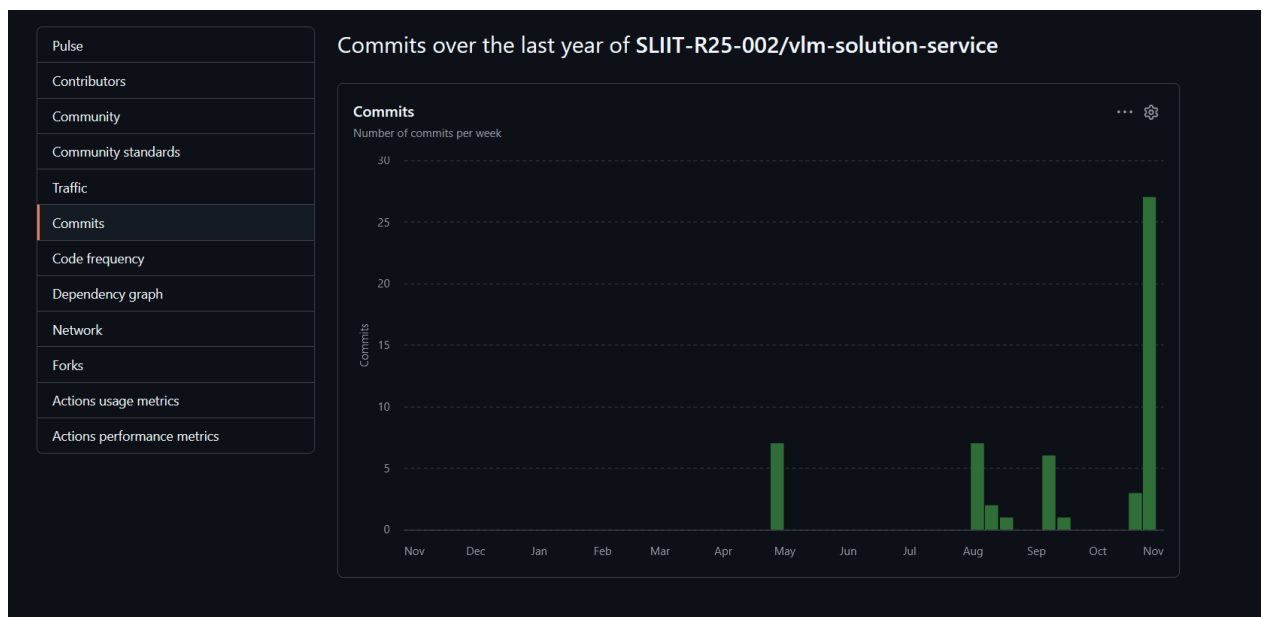 Pulse
Contributors
Community
Community standards
Traffic
Commits
Code frequency
Dependency graph
Network
Forks
Actions usage metrics
Actions performance metrics
Commits over the last year of SLIIT-R25-002/vlm-solution-service
Commits
Number of commits per week
30
25
20
15
10
5
0
Commits
Nov Dec Jan Feb Mar Apr May Jun Jul Aug Sep Oct Nov